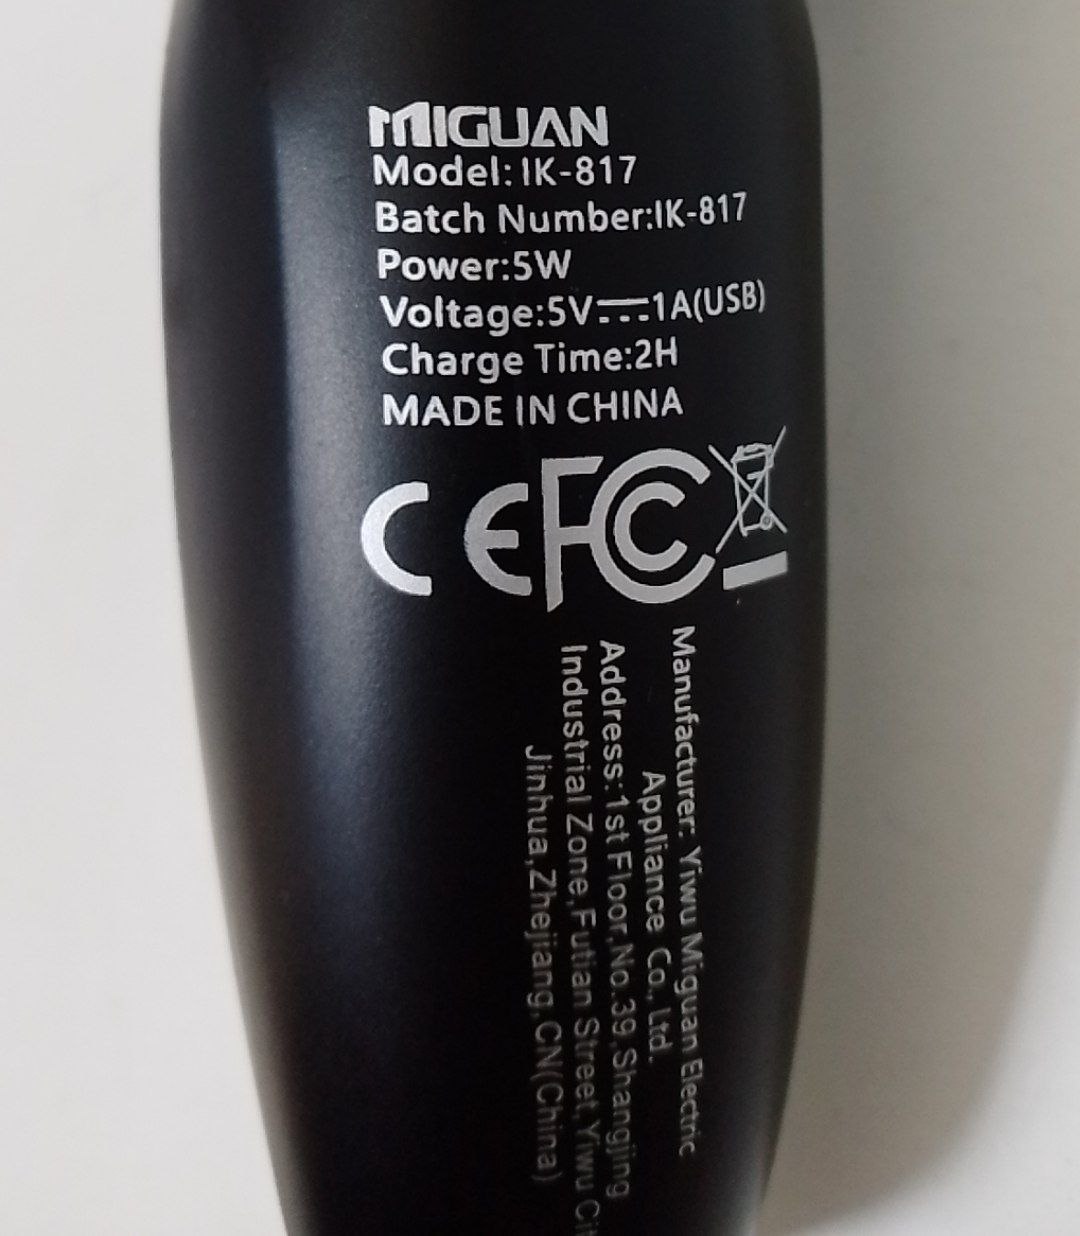 MIGUAN
Model: IK-817
Batch Number:IK-817
Power:5W
Voltage:5V⎓1A(USB)
Charge Time:2H
MADE IN CHINA
CE FC
Manufacturer: Yiwu Miguan Electric
Appliance Co., Ltd.
Address:1st Floor,No.39,Shangjing
Industrial Zone,Futian Street,Yiwu
Jinhua,Zhejiang,CN(China)